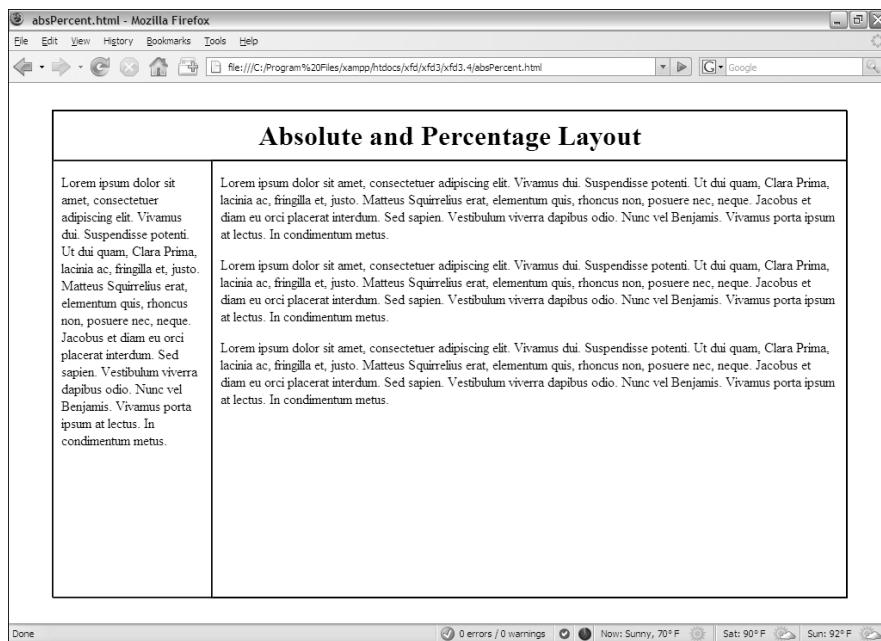 absPercent.html - Mozilla Firefox
File Edit View History Bookmarks Tools Help
file:///C:/Program%20Files/xampp/htdocs/xfd/xfd3/xfd3.4/absPercent.html
G Google
Absolute and Percentage Layout
Lorem ipsum dolor sit
amet, consectetuer
adipiscing elit. Vivamus
dui. Suspendisse potenti.
Ut dui quam, Clara Prima,
lacinia ac, fringilla et, justo.
Matteus Squirrelius erat,
elementum quis, rhoncus
non, posuere nec, neque.
Jacobus et diam eu orci
placerat interdum. Sed
sapien. Vestibulum viverra
dapibus odio. Nunc vel
Benjamis. Vivamus porta
ipsum at lectus. In
condimentum metus.
Lorem ipsum dolor sit amet, consectetuer adipiscing elit. Vivamus dui. Suspendisse potenti. Ut dui quam, Clara Prima,
lacinia ac, fringilla et, justo. Matteus Squirrelius erat, elementum quis, rhoncus non, posuere nec, neque. Jacobus et
diam eu orci placerat interdum. Sed sapien. Vestibulum viverra dapibus odio. Nunc vel Benjamis. Vivamus porta ipsum
at lectus. In condimentum metus.
Lorem ipsum dolor sit amet, consectetuer adipiscing elit. Vivamus dui. Suspendisse potenti. Ut dui quam, Clara Prima,
lacinia ac, fringilla et, justo. Matteus Squirrelius erat, elementum quis, rhoncus non, posuere nec, neque. Jacobus et
diam eu orci placerat interdum. Sed sapien. Vestibulum viverra dapibus odio. Nunc vel Benjamis. Vivamus porta ipsum
at lectus. In condimentum metus.
Lorem ipsum dolor sit amet, consectetuer adipiscing elit. Vivamus dui. Suspendisse potenti. Ut dui quam, Clara Prima,
lacinia ac, fringilla et, justo. Matteus Squirrelius erat, elementum quis, rhoncus non, posuere nec, neque. Jacobus et
diam eu orci placerat interdum. Sed sapien. Vestibulum viverra dapibus odio. Nunc vel Benjamis. Vivamus porta ipsum
at lectus. In condimentum metus.
Done 0 errors / 0 warnings Now: Sunny, 70° F Sat: 90° F Sun: 92° F